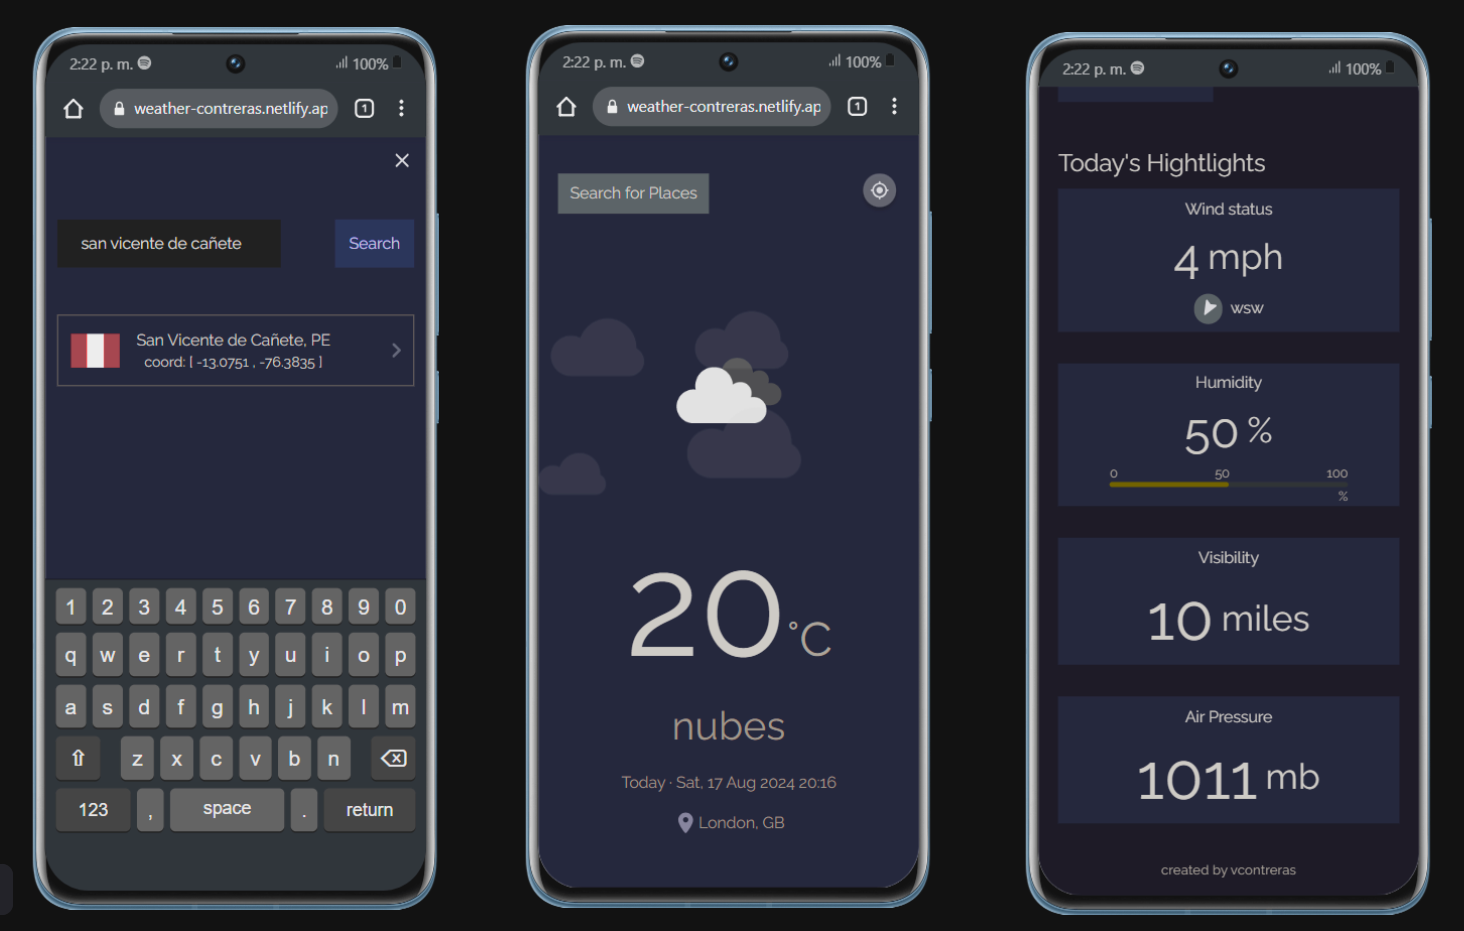 2:22 p. m.
100%
weather-contreras.netlify.ap
1
san vicente de cañete
Search
San Vicente de Cañete, PE
coord: [ -13.0751 , -76.3835 ]
1 2 3 4 5 6 7 8 9 0
q w e r t y u i o p
a s d f g h j k l m
z x c v b n
123 , space . return
2:22 p. m.
100%
weather-contreras.netlify.ap
1
Search for Places
20 °C
nubes
Today · Sat, 17 Aug 2024 20:16
London, GB
2:22 p. m.
100%
Today's Hightlights
Wind status
4 mph
WSW
Humidity
50 %
0 50 100
%
Visibility
10 miles
Air Pressure
1011 mb
created by vcontreras